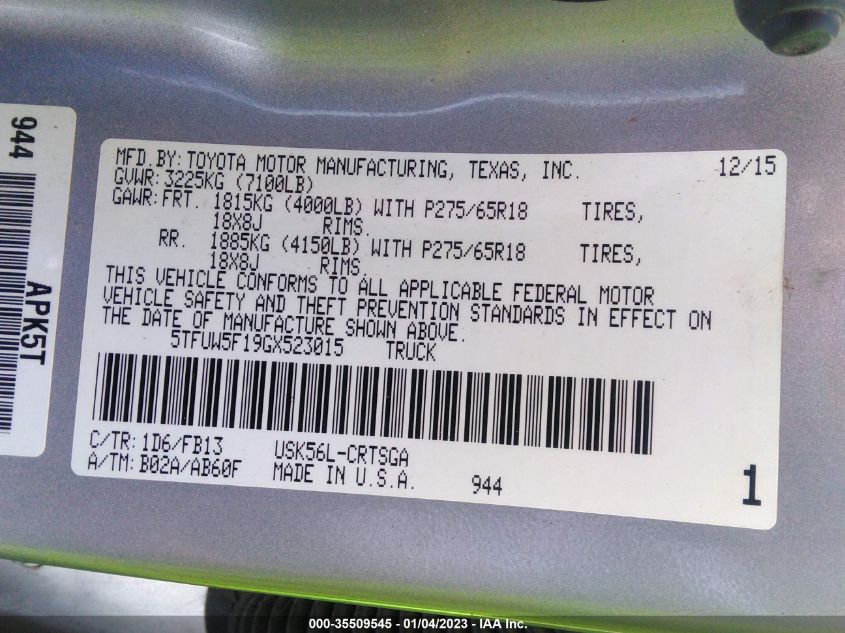 944
APK5T
MFD.BY:TOYOTA MOTOR MANUFACTURING, TEXAS, INC. 12/15
GVWR:3225KG (7100LB)
GAWR:FRT. 1815KG (4000LB) WITH P275/65R18 TIRES,
18X8J RIMS.
RR. 1885KG (4150LB) WITH P275/65R18 TIRES,
18X8J RIMS.
THIS VEHICLE CONFORMS TO ALL APPLICABLE FEDERAL MOTOR
VEHICLE SAFETY AND THEFT PREVENTION STANDARDS IN EFFECT ON
THE DATE OF MANUFACTURE SHOWN ABOVE.
5TFUW5F19GX523015 TRUCK
C/TR:1D6/FB13 USK56L-CRTSGA
A/TM:B02A/AB60F MADE IN U.S.A. 944 1
000-35509545 - 01/04/2023 - IAA Inc.